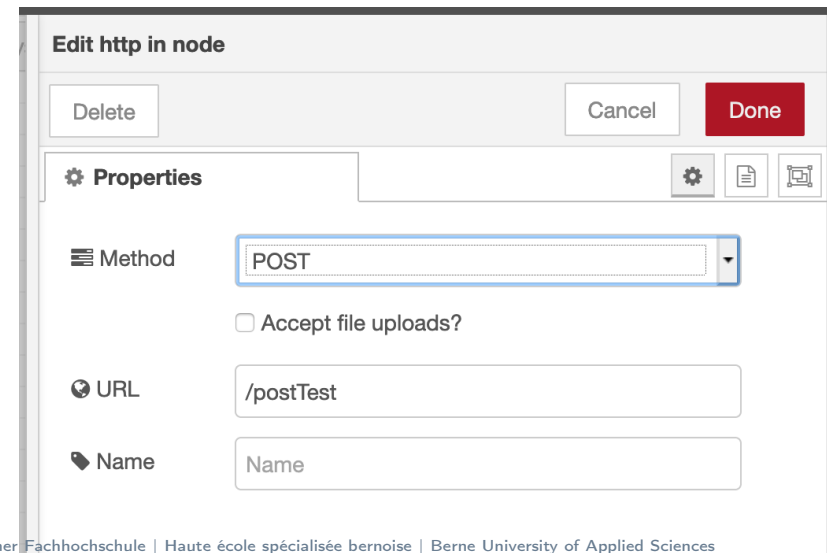 Edit http in node
Delete Cancel Done
Properties
Method POST
Accept file uploads?
URL /postTest
Name Name
Fachhochschule | Haute école spécialisée bernoise | Berne University of Applied Sciences